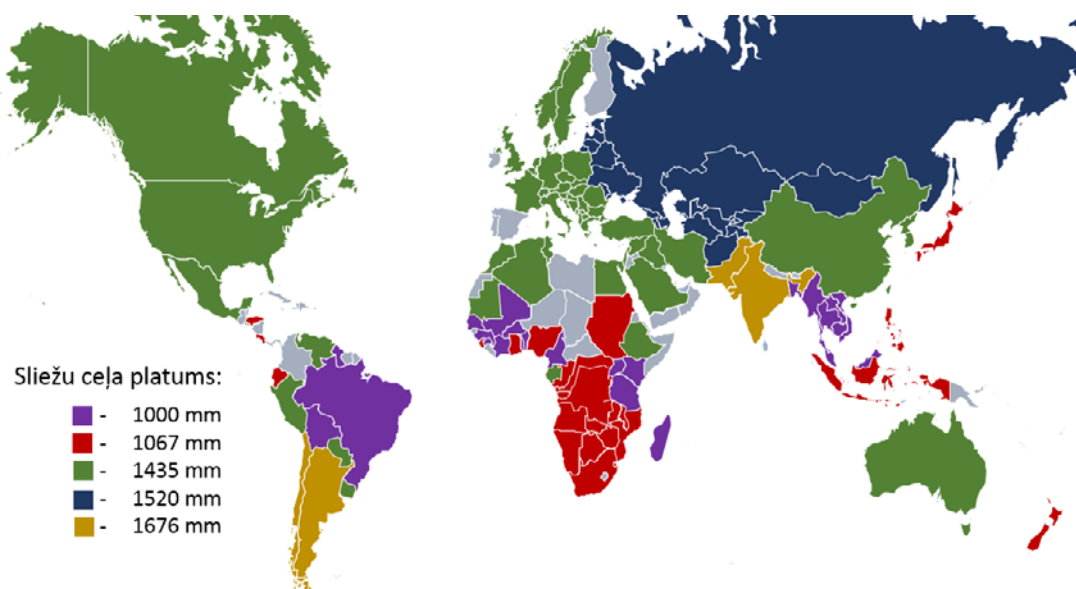 Sliežu ceļa platums:
- 1000 mm
- 1067 mm
- 1435 mm
- 1520 mm
- 1676 mm